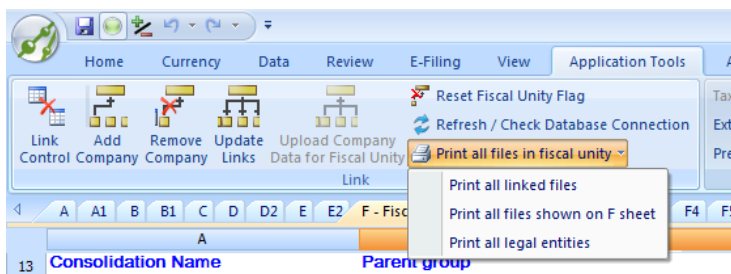 Home Currency Data Review E-Filing View Application Tools A
Reset Fiscal Unity Flag Tax
Link Control
Add Company
Remove Company
Update Links
Upload Company Data for Fiscal Unity
Refresh / Check Database Connection Ext
Print all files in fiscal unity Pre
Link
Print all linked files
Print all files shown on F sheet
Print all legal entities
A A1 B B1 C D D2 E E2 F - Fisc F4 F5
A
13 Consolidation Name Parent group